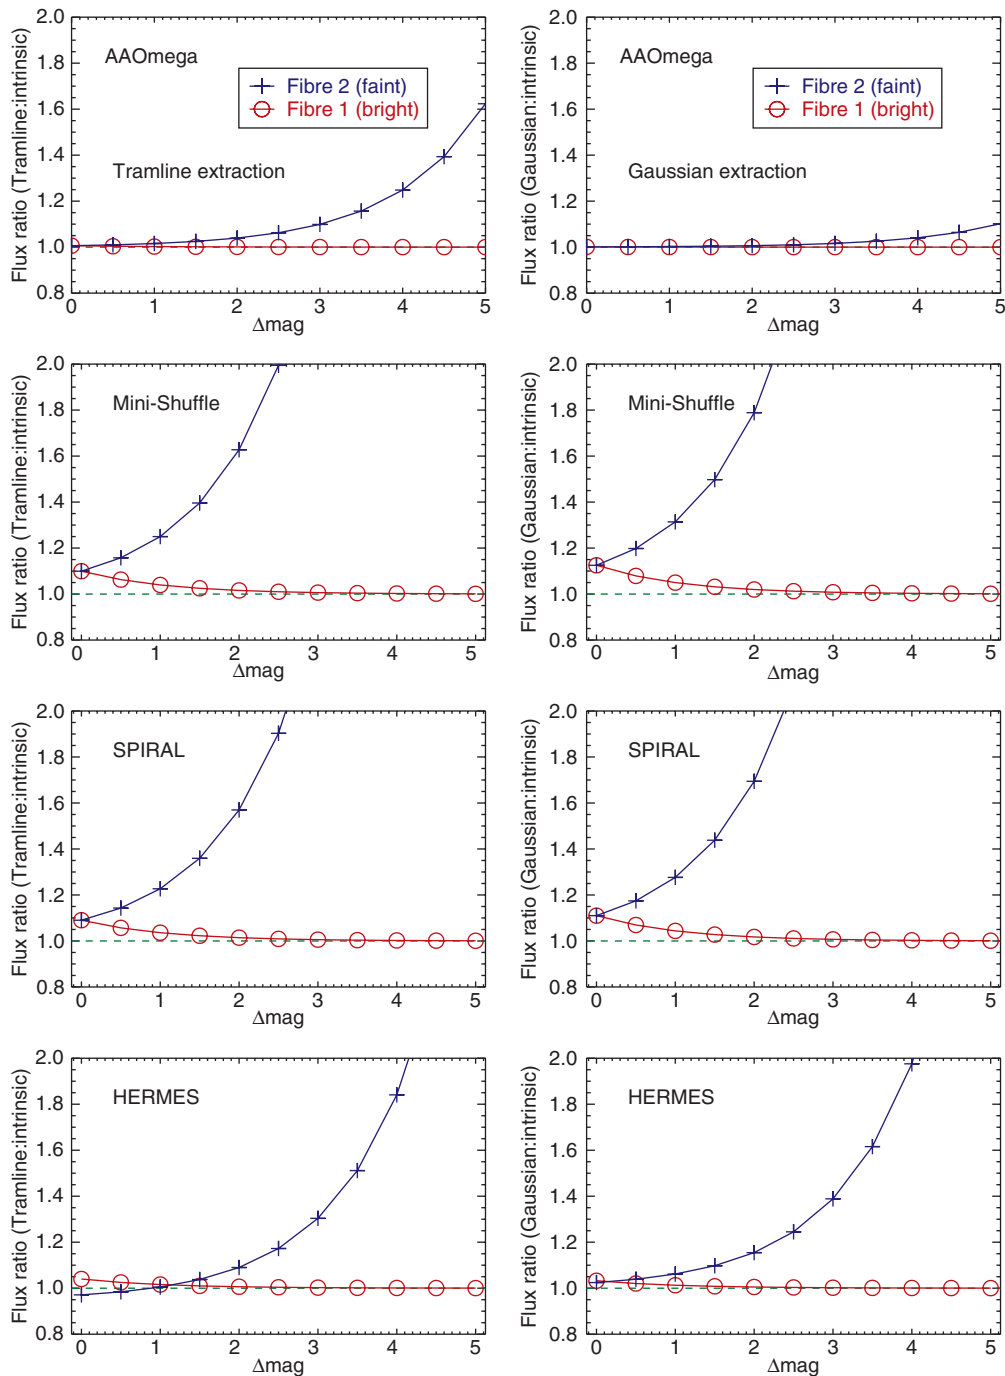 AAOmega
Fibre 2 (faint)
Fibre 1 (bright)
Tramline extraction
Flux ratio (Tramline:intrinsic)
2.0
1.8
1.6
1.4
1.2
1.0
0.8
0 1 2 3 4 5
Δmag
AAOmega
Fibre 2 (faint)
Fibre 1 (bright)
Gaussian extraction
Flux ratio (Gaussian:intrinsic)
2.0
1.8
1.6
1.4
1.2
1.0
0.8
0 1 2 3 4 5
Δmag
Mini-Shuffle
Flux ratio (Tramline:intrinsic)
2.0
1.8
1.6
1.4
1.2
1.0
0.8
0 1 2 3 4 5
Δmag
Mini-Shuffle
Flux ratio (Gaussian:intrinsic)
2.0
1.8
1.6
1.4
1.2
1.0
0.8
0 1 2 3 4 5
Δmag
SPIRAL
Flux ratio (Tramline:intrinsic)
2.0
1.8
1.6
1.4
1.2
1.0
0.8
0 1 2 3 4 5
Δmag
SPIRAL
Flux ratio (Gaussian:intrinsic)
2.0
1.8
1.6
1.4
1.2
1.0
0.8
0 1 2 3 4 5
Δmag
HERMES
Flux ratio (Tramline:intrinsic)
2.0
1.8
1.6
1.4
1.2
1.0
0.8
0 1 2 3 4 5
Δmag
HERMES
Flux ratio (Gaussian:intrinsic)
2.0
1.8
1.6
1.4
1.2
1.0
0.8
0 1 2 3 4 5
Δmag